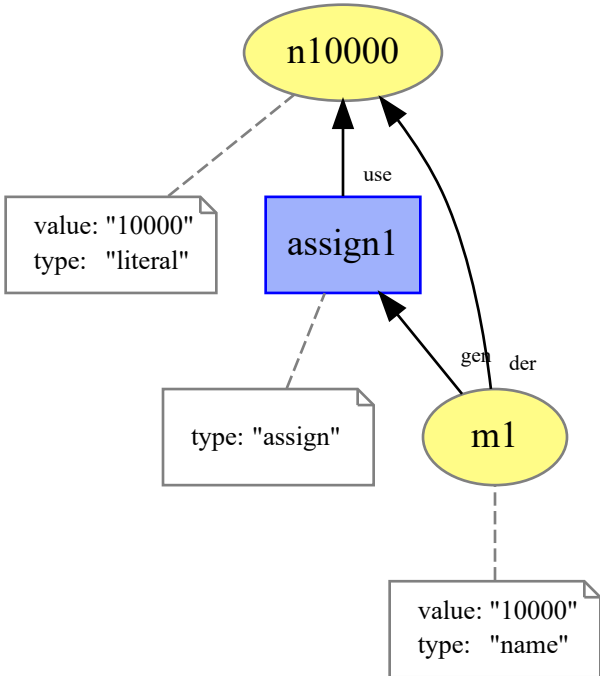 n10000
use
value: "10000"
type: "literal"
assign1
gen
der
type: "assign"
m1
value: "10000"
type: "name"